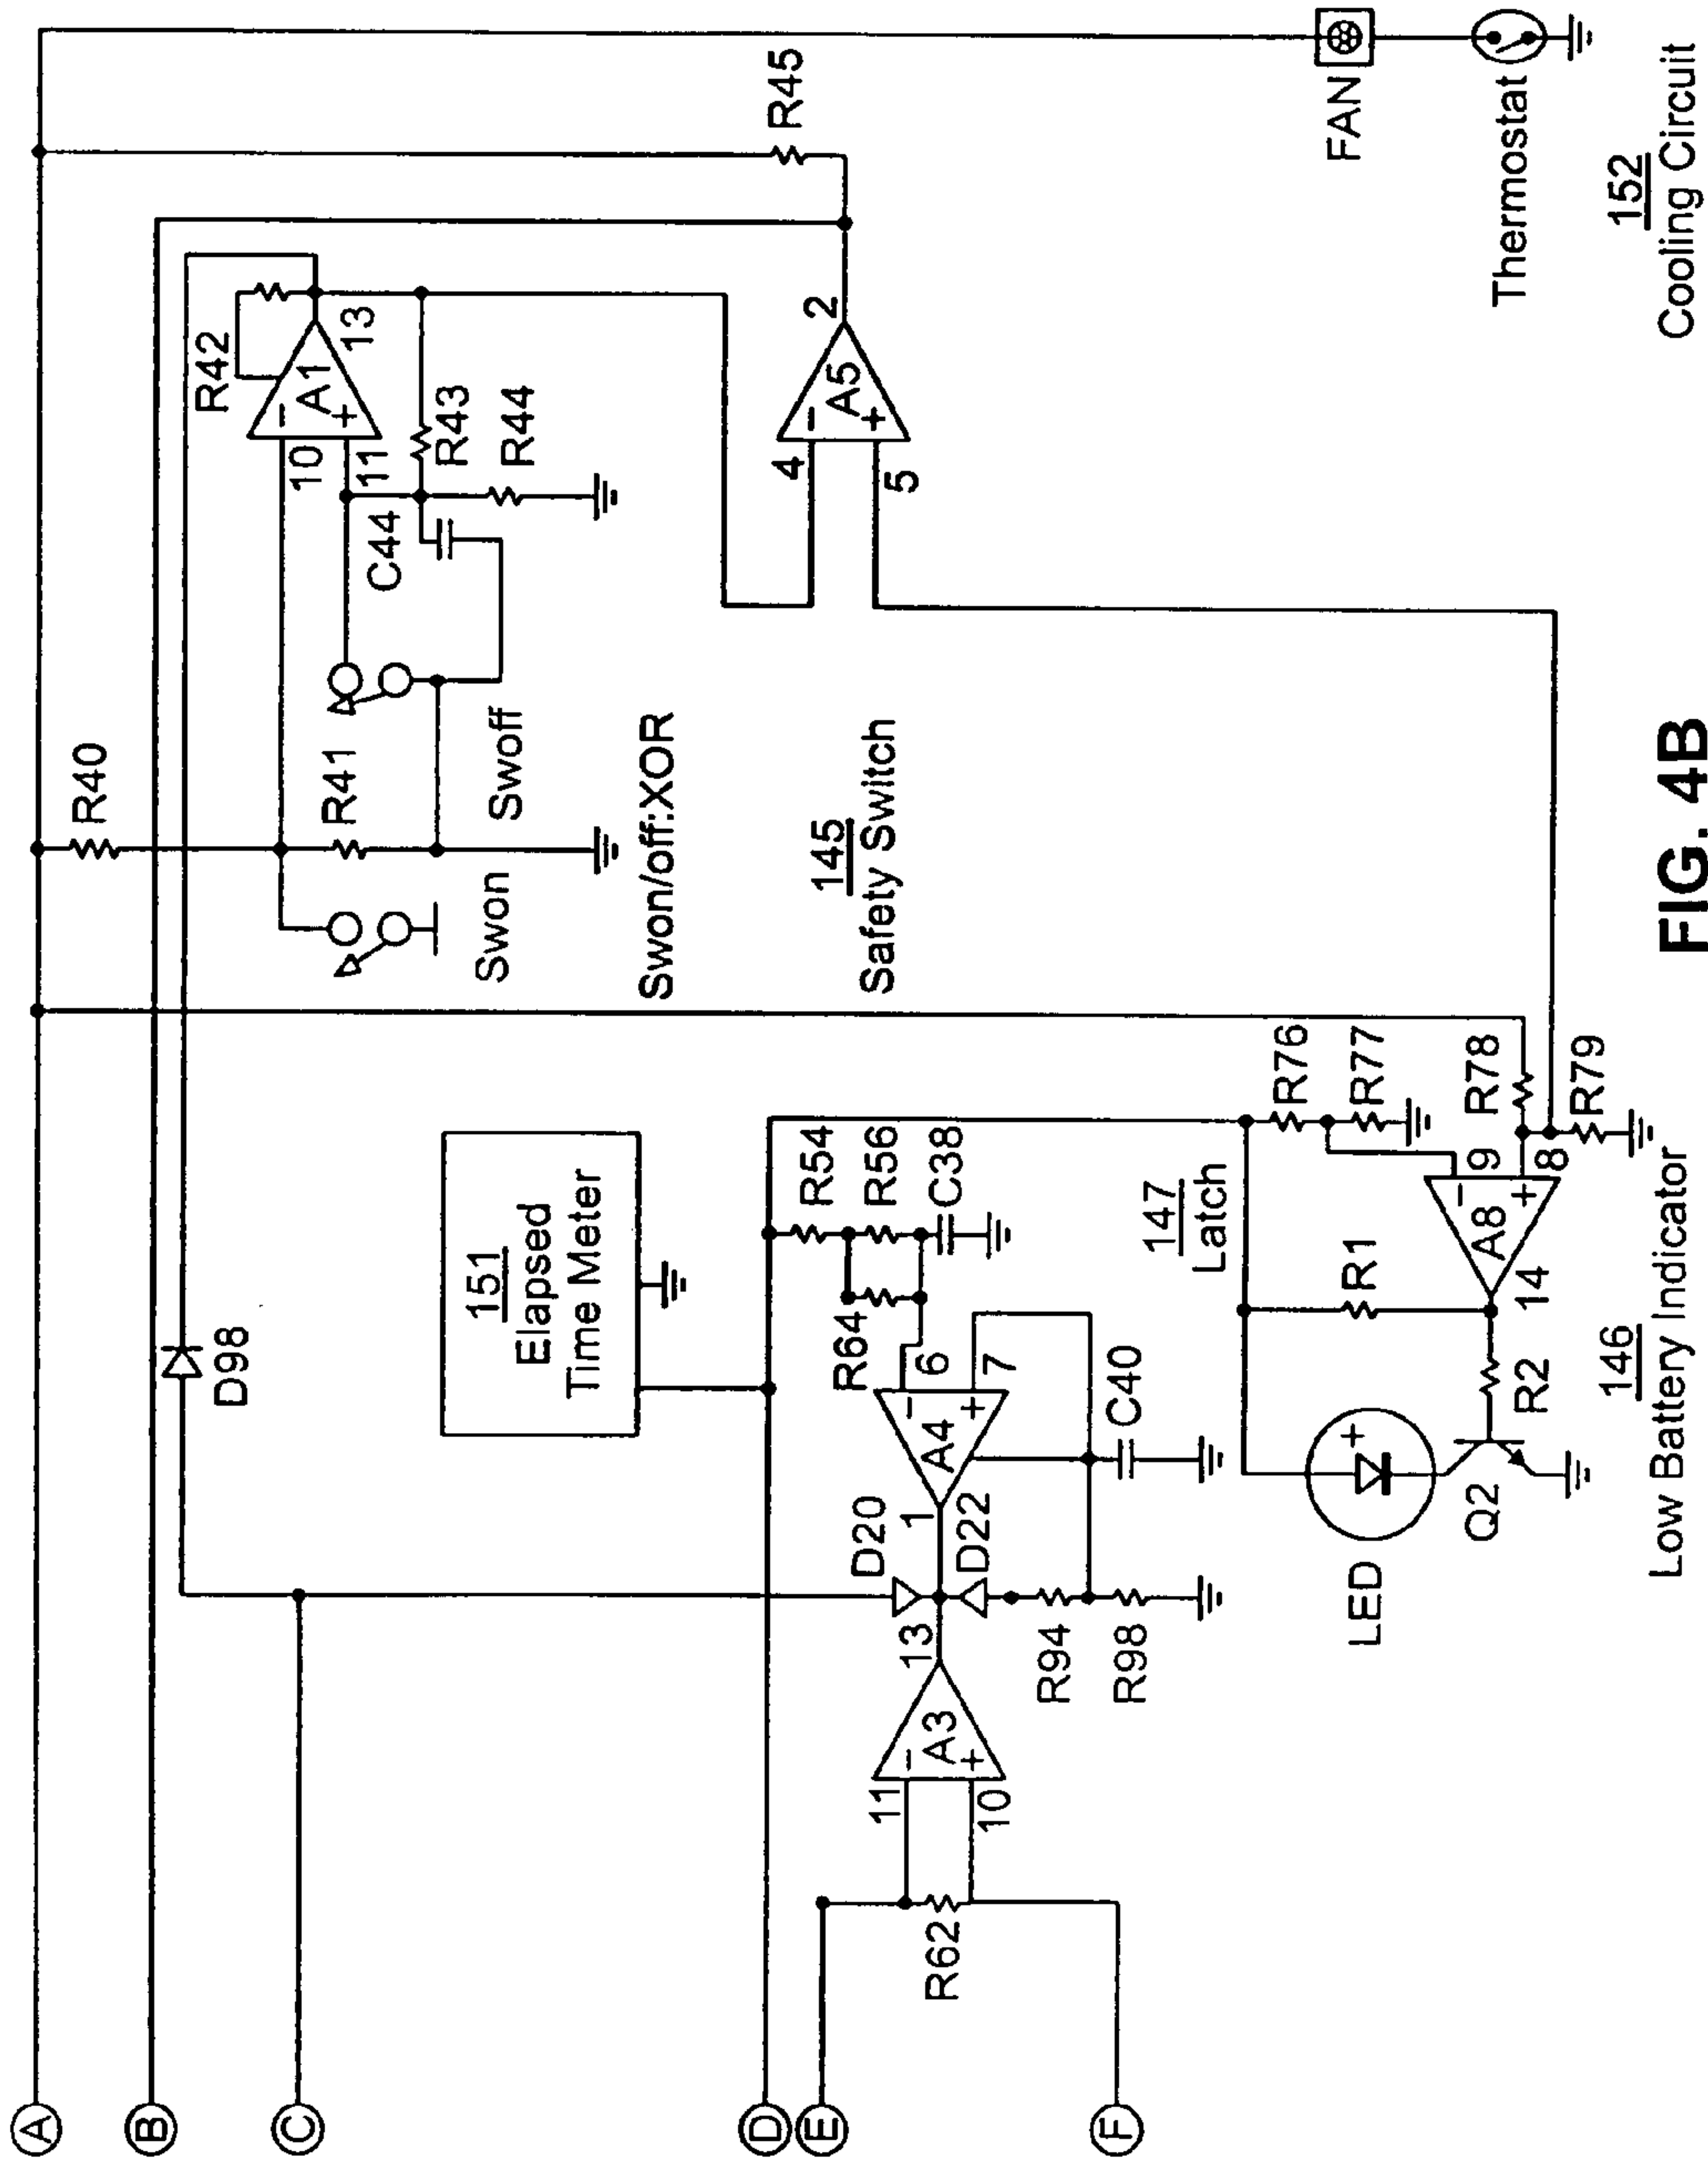 A
B
C
D
E
F
D98
151
Elapsed
Time Meter
R40
R41
Swon
Swoff
Swon/off:XOR
145
Safety Switch
R42
A1
−
+
10
11
13
C44
R43
R44
R45
A5
−
+
4
5
2
FAN
Thermostat
152
Cooling Circuit
R62
11
10
A3
−
+
13
D20
D22
1
A4
−
+
6
7
R64
R54
R56
C38
C40
R94
R98
147
Latch
R76
R77
R78
R79
9
8
A8
−
+
14
R1
R2
+
LED
Q2
146
Low Battery Indicator
FIG. 4B